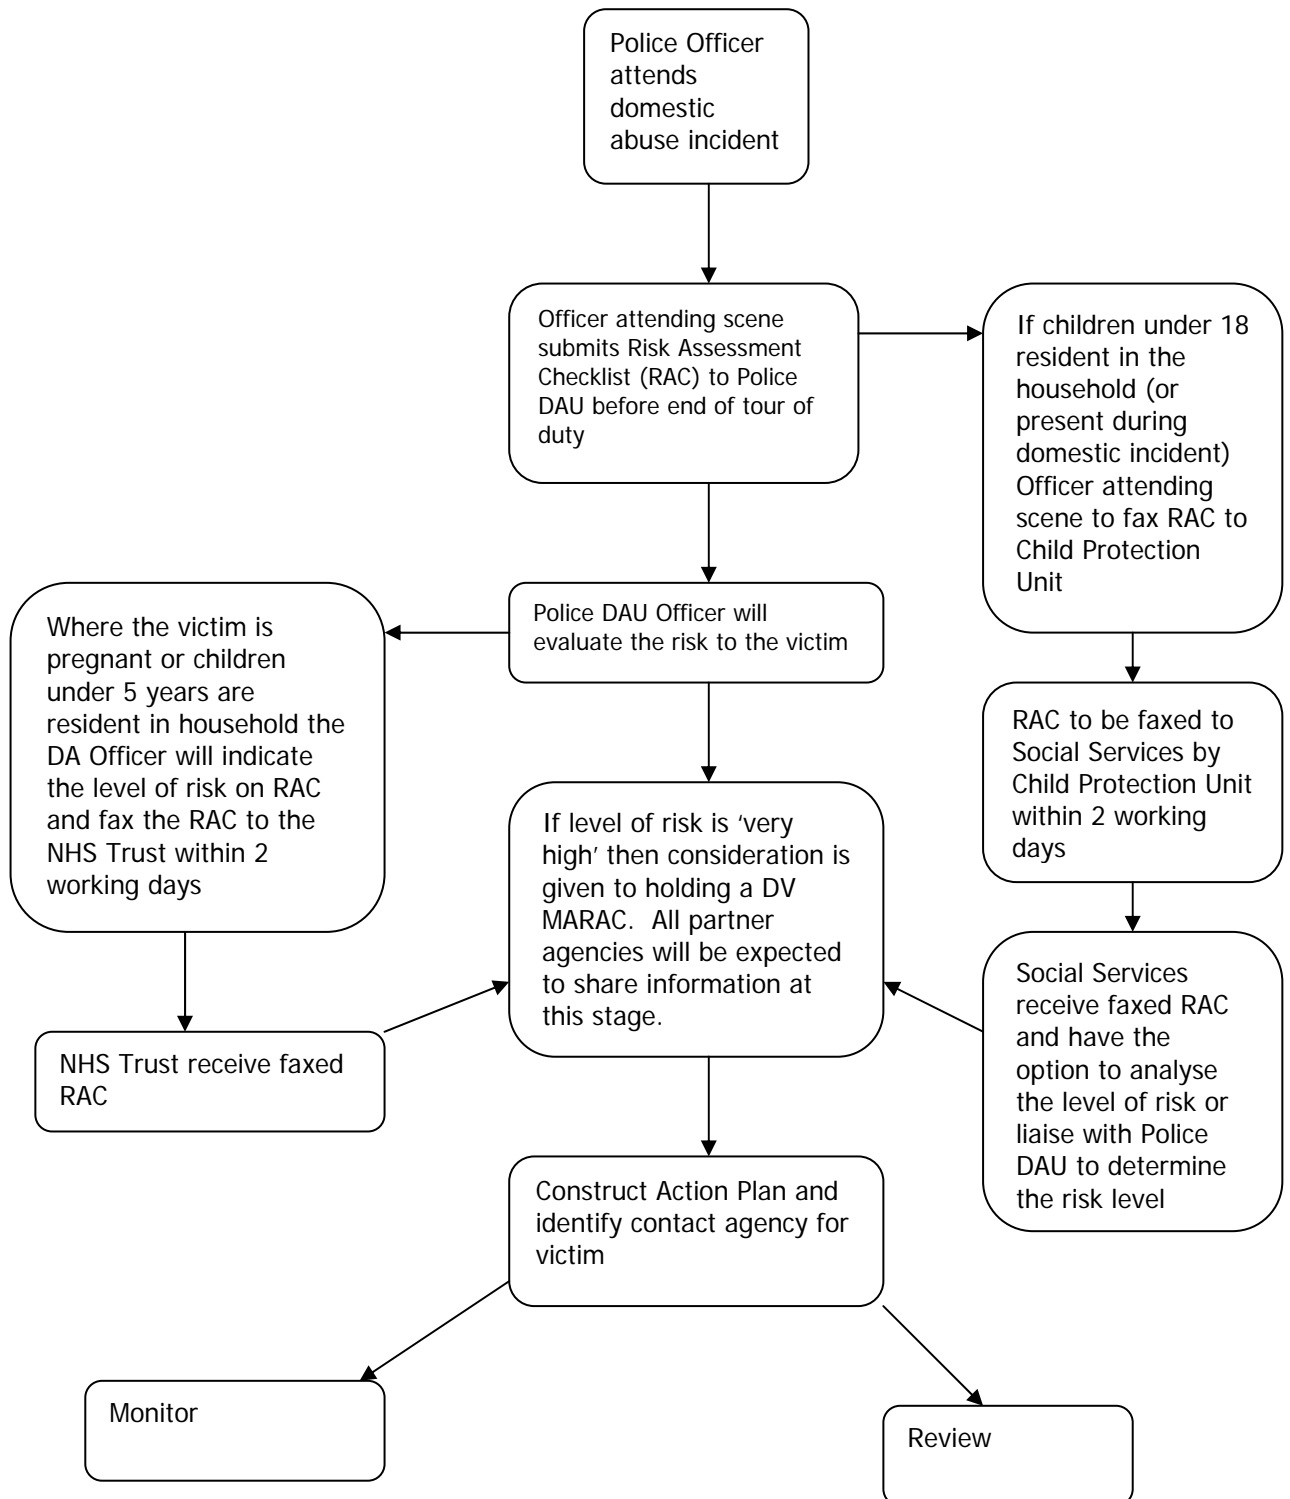 Police Officer
attends
domestic
abuse incident
Officer attending scene
submits Risk Assessment
Checklist (RAC) to Police
DAU before end of tour of
duty
If children under 18
resident in the
household (or
present during
domestic incident)
Officer attending
scene to fax RAC to
Child Protection
Unit
Police DAU Officer will
evaluate the risk to the victim
Where the victim is
pregnant or children
under 5 years are
resident in household the
DA Officer will indicate
the level of risk on RAC
and fax the RAC to the
NHS Trust within 2
working days
RAC to be faxed to
Social Services by
Child Protection Unit
within 2 working
days
If level of risk is ‘very
high’ then consideration is
given to holding a DV
MARAC.  All partner
agencies will be expected
to share information at
this stage.
Social Services
receive faxed RAC
and have the
option to analyse
the level of risk or
liaise with Police
DAU to determine
the risk level
NHS Trust receive faxed
RAC
Construct Action Plan and
identify contact agency for
victim
Monitor
Review